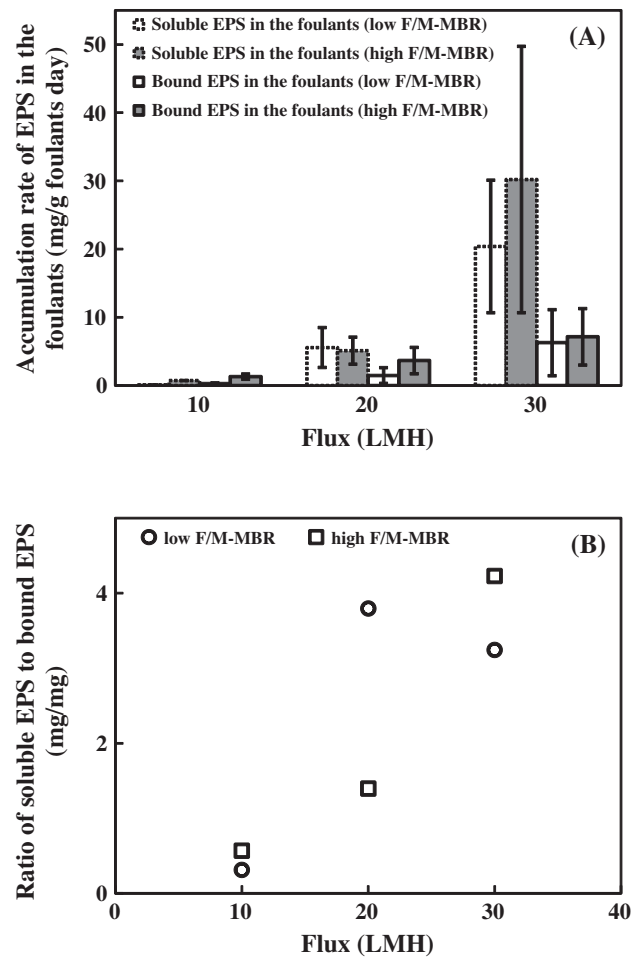 Accumulation rate of EPS in the
foulants (mg/g foulants day)
50
40
30
20
10
0
Soluble EPS in the foulants (low F/M-MBR)
Soluble EPS in the foulants (high F/M-MBR)
Bound EPS in the foulants (low F/M-MBR)
Bound EPS in the foulants (high F/M-MBR)
(A)
10 20 30
Flux (LMH)
Ratio of soluble EPS to bound EPS
(mg/mg)
4
2
0
low F/M-MBR high F/M-MBR
(B)
0 10 20 30 40
Flux (LMH)